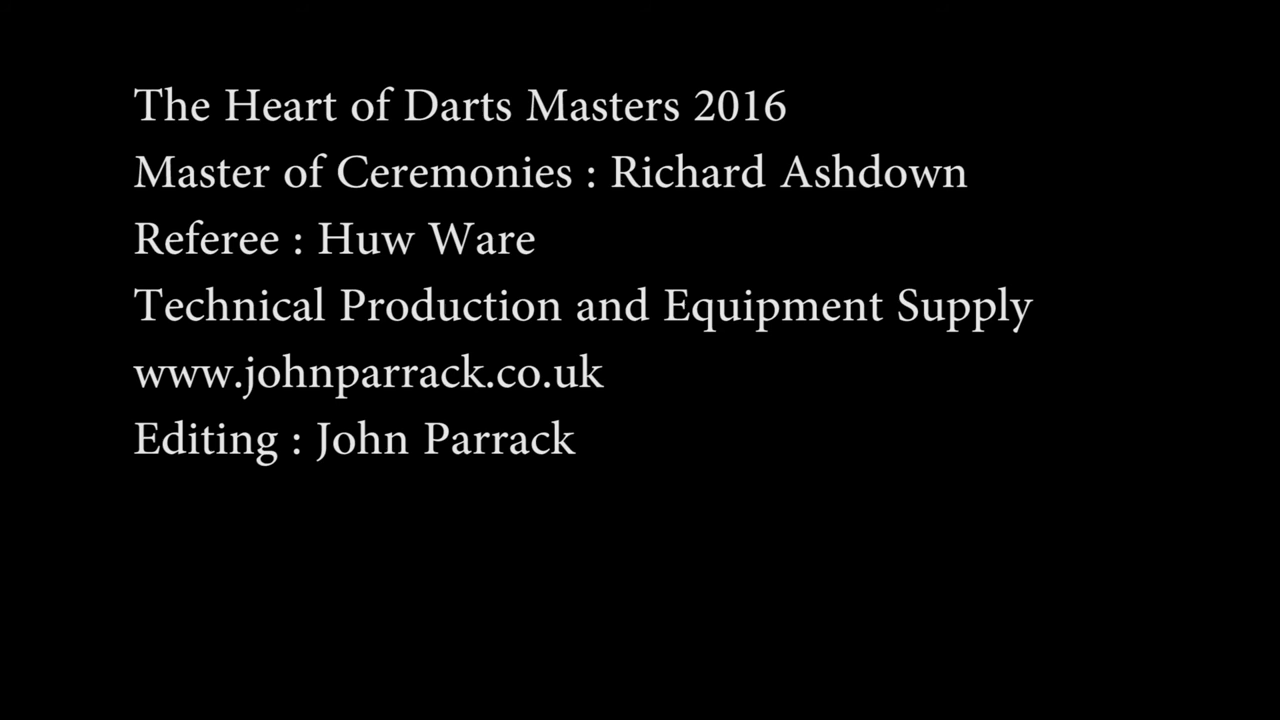 The Heart of Darts Masters 2016
Master of Ceremonies : Richard Ashdown
Referee : Huw Ware
Technical Production and Equipment Supply
www.johnparrack.co.uk
Editing : John Parrack